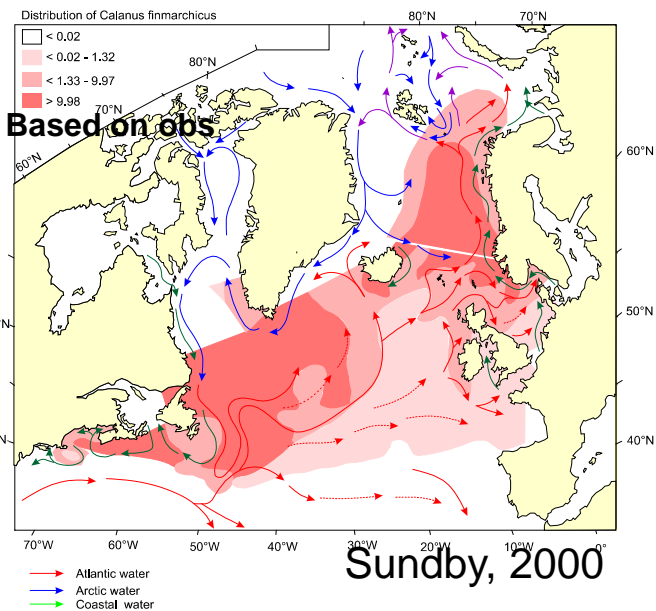 Distribution of Calanus finmarchicus
< 0.02
< 0.02 - 1.32
< 1.33 - 9.97
> 9.98
80°N
70°N
80°N
70°N
Based on obs
60°N
60°N
50°N
N
40°N
N
70°W
60°W
50°W
40°W
30°W
20°W
10°W
0°
Sundby, 2000
Atlantic water
Arctic water
Coastal water